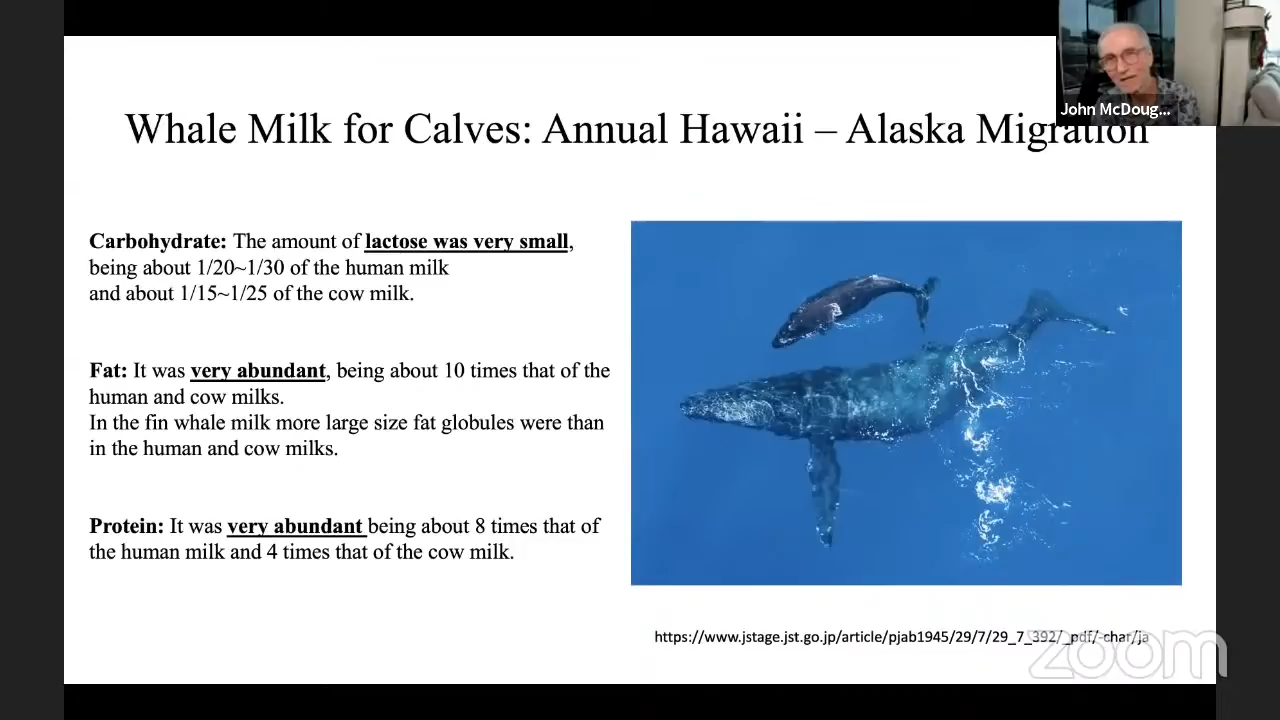 John McDoug...
Whale Milk for Calves: Annual Hawaii – Alaska Migration
Carbohydrate: The amount of lactose was very small,
being about 1/20~1/30 of the human milk
and about 1/15~1/25 of the cow milk.
Fat: It was very abundant, being about 10 times that of the
human and cow milks.
In the fin whale milk more large size fat globules were than
in the human and cow milks.
Protein: It was very abundant being about 8 times that of
the human milk and 4 times that of the cow milk.
https://www.jstage.jst.go.jp/article/pjab1945/29/7/29_7_392/_pdf/-char/ja
zoom